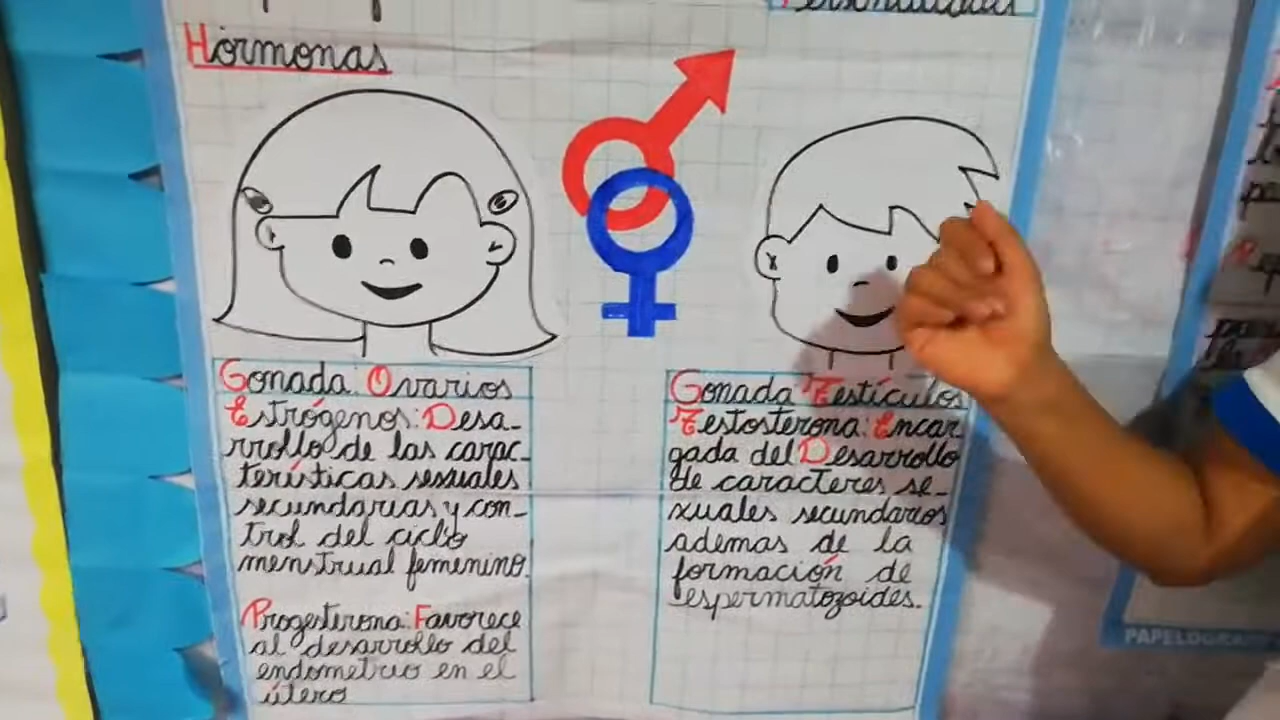 Hormonas
Gonada: Ovarios
Estrógenos: Desa-
rrollo de las carac-
terísticas sexuales
secundarias y con-
trol del ciclo
menstrual femenino.
Progesterona: Favorece
al desarrollo del
endometrio en el
útero
Gonada Testículos
Testosterona: Encar
gada del Desarrollo
de caracteres se-
xuales secundarios
ademas de la
formación de
espermatozoides.